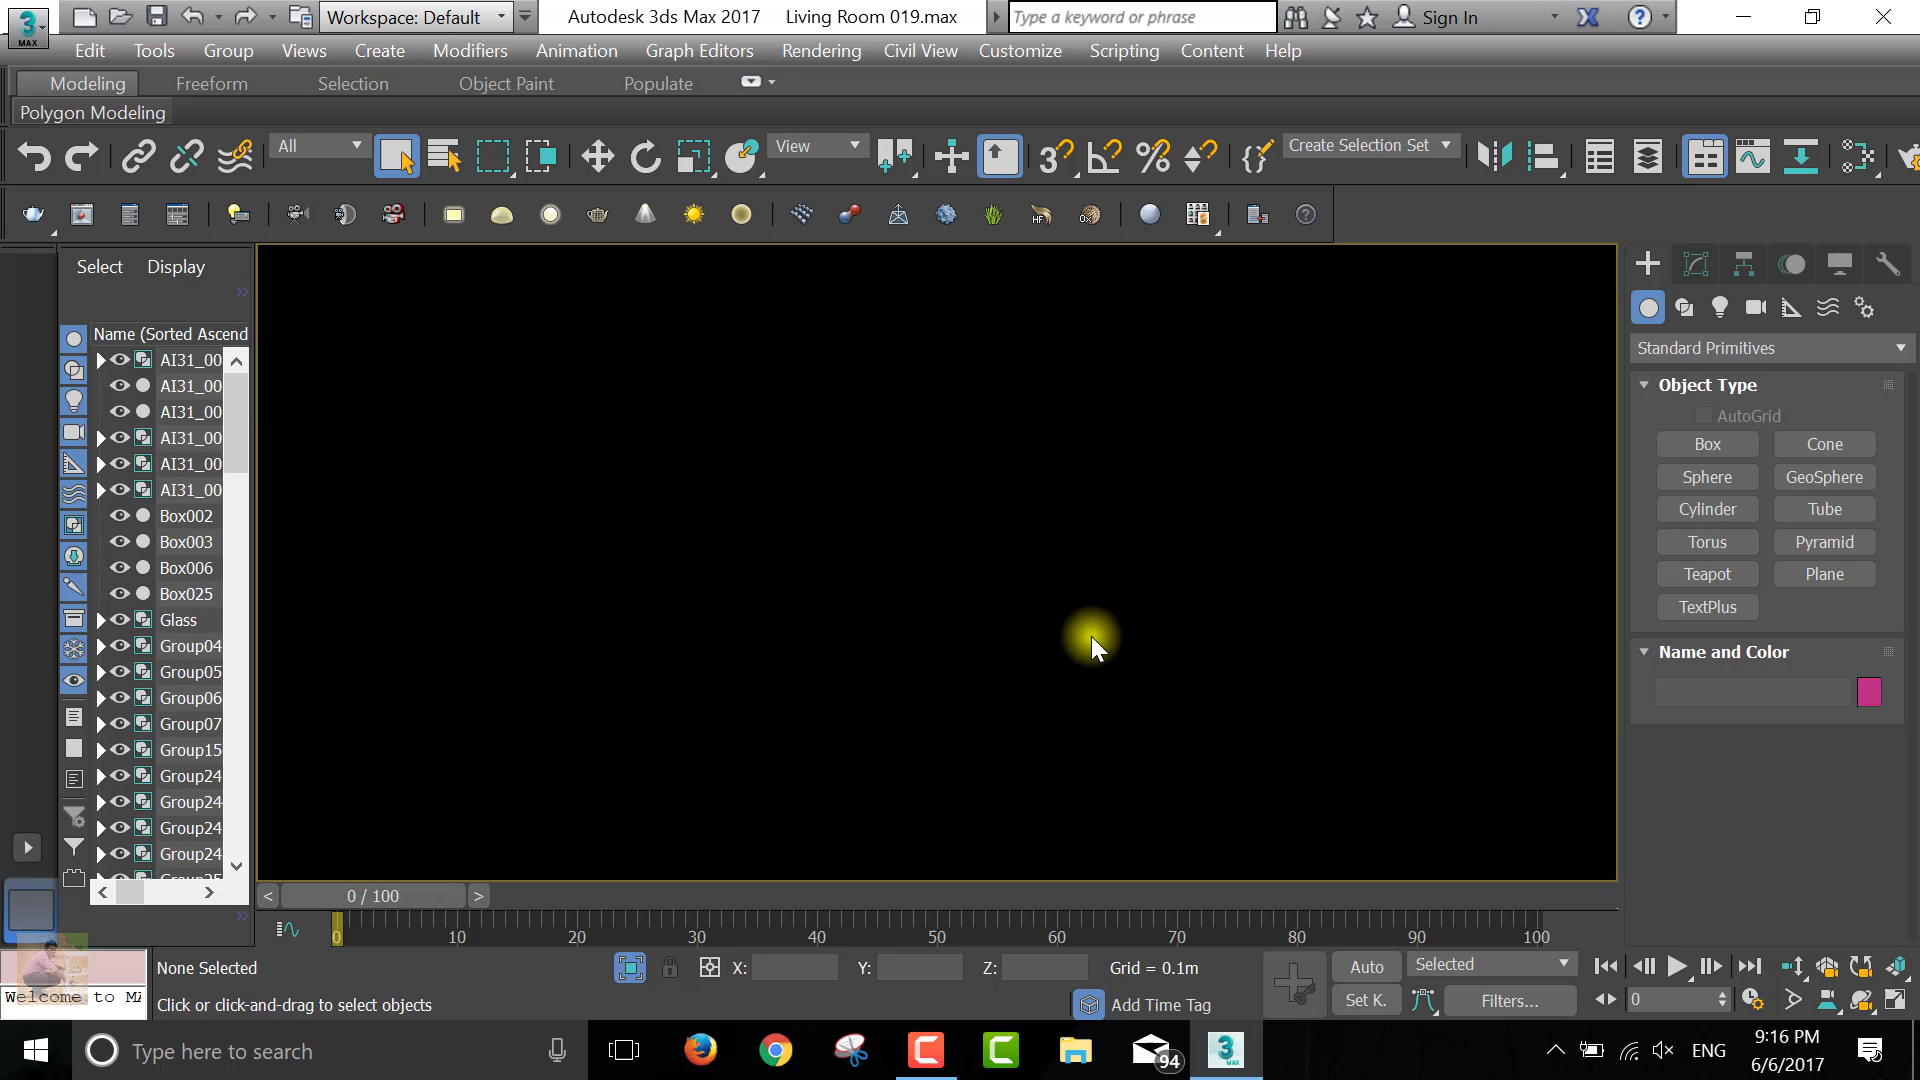 3 MAX
Workspace: Default
Autodesk 3ds Max 2017 Living Room 019.max
Type a keyword or phrase
Sign In
Edit Tools Group Views Create Modifiers Animation Graph Editors Rendering Civil View Customize Scripting Content Help
Modeling Freeform Selection Object Paint Populate
Polygon Modeling
All
View
Create Selection Set
Select Display
Name (Sorted Ascend
AI31_00
AI31_00
AI31_00
AI31_00
AI31_00
AI31_00
Box002
Box003
Box006
Box025
Glass
Group04
Group05
Group06
Group07
Group15
Group24
Group24
Group24
Group24
Standard Primitives
Object Type
AutoGrid
Box Cone
Sphere GeoSphere
Cylinder Tube
Torus Pyramid
Teapot Plane
TextPlus
Name and Color
< 0 / 100 >
0 10 20 30 40 50 60 70 80 90 100
None Selected
X: Y: Z: Grid = 0.1m
Auto Selected
Welcome to MA
Click or click-and-drag to select objects
Add Time Tag
Set K. Filters...
0
Type here to search
94
ENG
9:16 PM
6/6/2017